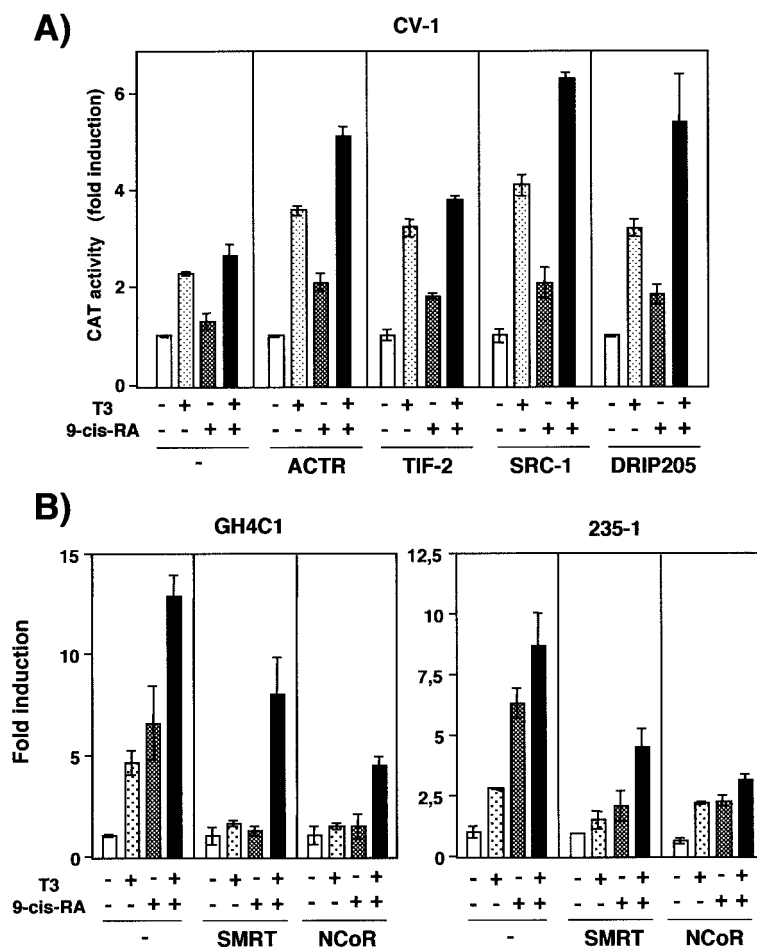 A)
CV-1
CAT activity (fold induction)
6
4
2
0
T3 - + - + - + - + - + - + - + - + - + - +
9-cis-RA - - + + - - + + - - + + - - + + - - + +
- ACTR TIF-2 SRC-1 DRIP205
B)
GH4C1 235-1
Fold induction
15 12,5
10 7,5
5 5
2,5
0 0
T3 - + - + - + - + - + - + - + - + - + - + - + - +
9-cis-RA - - + + - - + + - - + + - - + + - - + + - - + +
- SMRT NCoR - SMRT NCoR